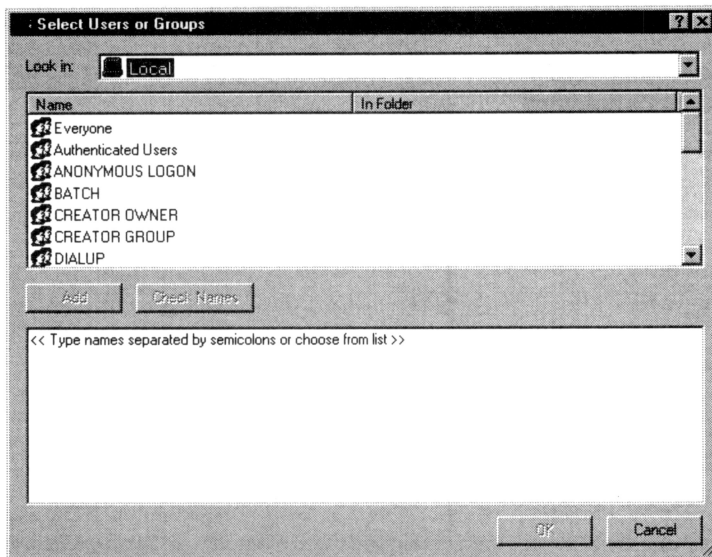 Select Users or Groups
Look in: Local
Name In Folder
Everyone
Authenticated Users
ANONYMOUS LOGON
BATCH
CREATOR OWNER
CREATOR GROUP
DIALUP
Add Check Names
<< Type names separated by semicolons or choose from list >>
OK Cancel